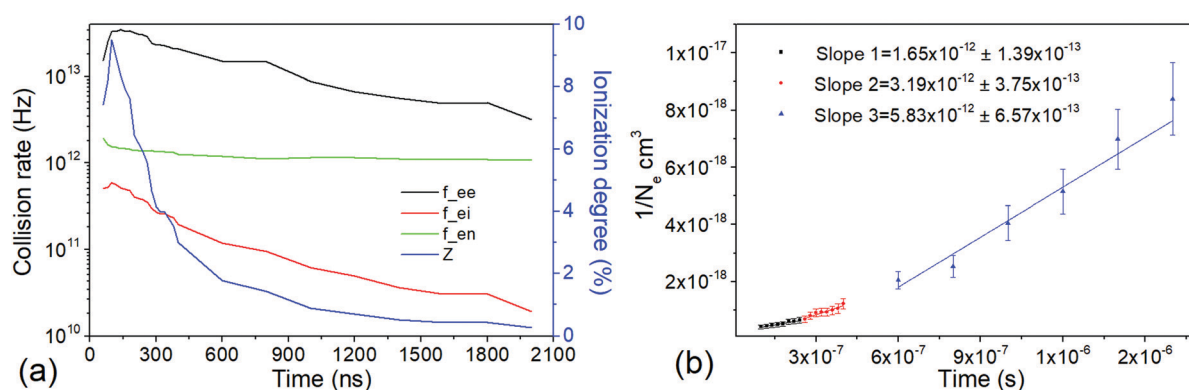 10^13
10^12
10^11
10^10
Collision rate (Hz)
f_ee
f_ei
f_en
Z
10
8
6
4
2
0
Ionization degree (%)
0 300 600 900 1200 1500 1800 2100
Time (ns)
(a)
1x10^-17
8x10^-18
6x10^-18
4x10^-18
2x10^-18
1/N_e cm^3
Slope 1=1.65x10^-12 ± 1.39x10^-13
Slope 2=3.19x10^-12 ± 3.75x10^-13
Slope 3=5.83x10^-12 ± 6.57x10^-13
3x10^-7 6x10^-7 9x10^-7 1x10^-6 2x10^-6
Time (s)
(b)